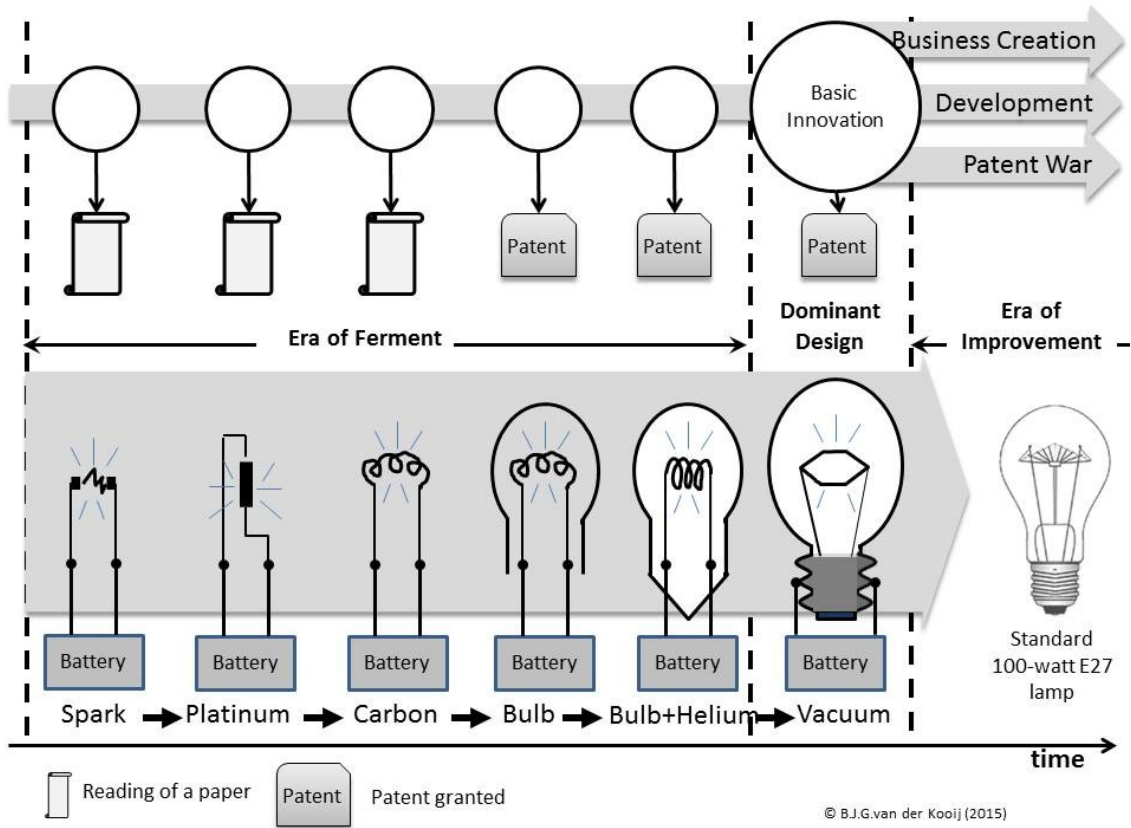 Business Creation
Basic
Innovation
Development
Patent War
Patent
Patent
Patent
Era of Ferment
Dominant
Design
Era of
Improvement
Battery
Battery
Battery
Battery
Battery
Battery
Standard
100-watt E27
lamp
Spark
Platinum
Carbon
Bulb
Bulb+Helium
Vacuum
time
Reading of a paper
Patent
Patent granted
© B.J.G.van der Kooij (2015)